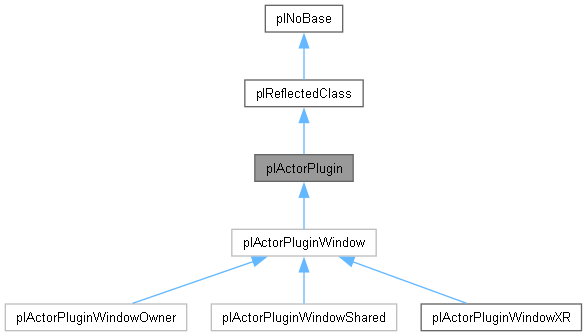 plNoBase
plReflectedClass
plActorPlugin
plActorPluginWindow
plActorPluginWindowOwner
plActorPluginWindowShared
plActorPluginWindowXR